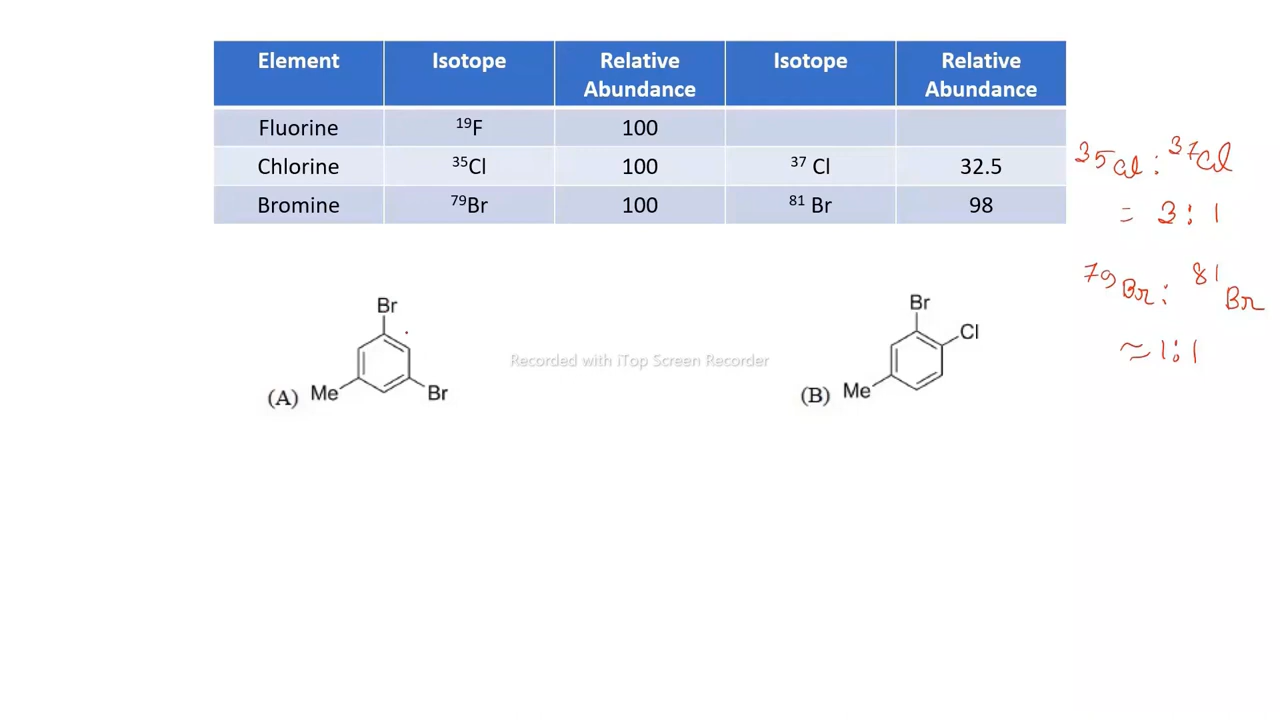 Element Isotope Relative Abundance Isotope Relative Abundance
Fluorine ¹⁹F 100
Chlorine ³⁵Cl 100 ³⁷ Cl 32.5
Bromine ⁷⁹Br 100 ⁸¹ Br 98
³⁵Cl : ³⁷Cl
= 3 : 1
⁷⁹Br : ⁸¹Br
≈ 1 : 1
Br
Br
Me
(A)
Recorded with iTop Screen Recorder
Br
Cl
Me
(B)